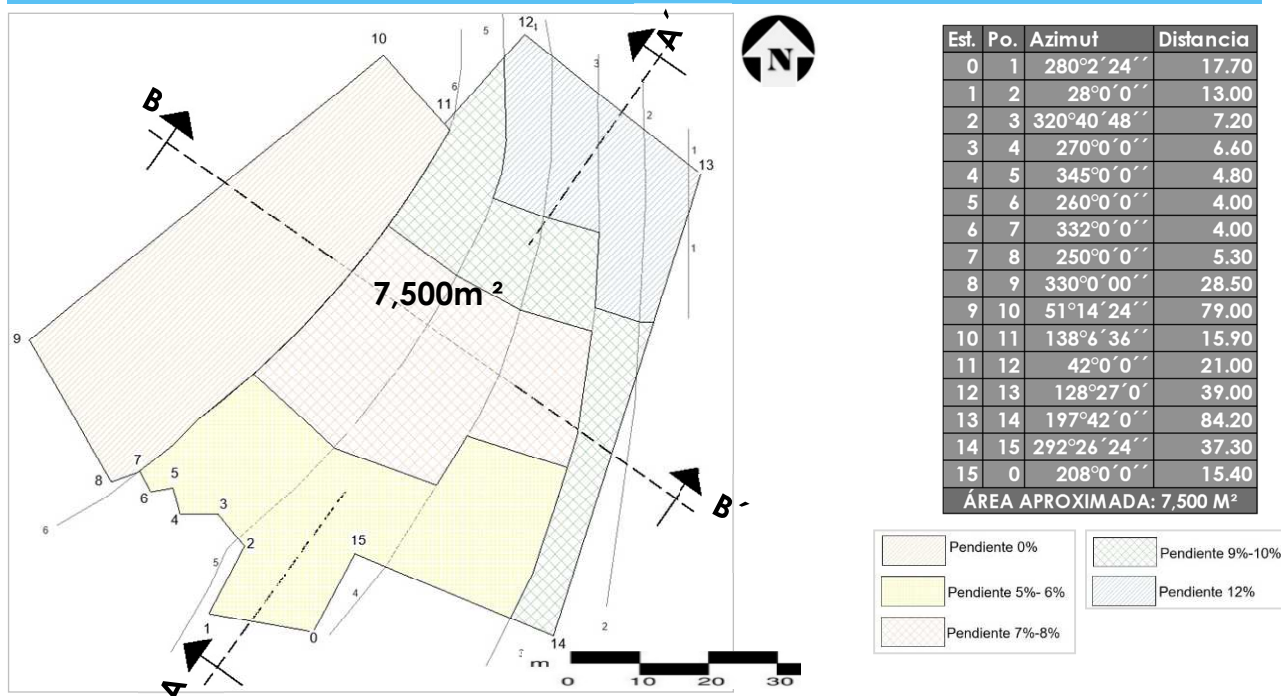 10
12
1
A´
5
N
3
6
11
2
B
1
13
1
7,500m ²
9
7
5
8
6
3
4
2
15
B ´
6
5
4
1
0
2
14
A
m
0 10 20 30
Est. Po. Azimut Distancia
0 1 280°2´24´´ 17.70
1 2 28°0´0´´ 13.00
2 3 320°40´48´´ 7.20
3 4 270°0´0´´ 6.60
4 5 345°0´0´´ 4.80
5 6 260°0´0´´ 4.00
6 7 332°0´0´´ 4.00
7 8 250°0´0´´ 5.30
8 9 330°0´00´´ 28.50
9 10 51°14´24´´ 79.00
10 11 138°6´36´´ 15.90
11 12 42°0´0´´ 21.00
12 13 128°27´0´ 39.00
13 14 197°42´0´´ 84.20
14 15 292°26´24´´ 37.30
15 0 208°0´0´´ 15.40
ÁREA APROXIMADA: 7,500 M²
Pendiente 0%
Pendiente 5%- 6%
Pendiente 7%-8%
Pendiente 9%-10%
Pendiente 12%